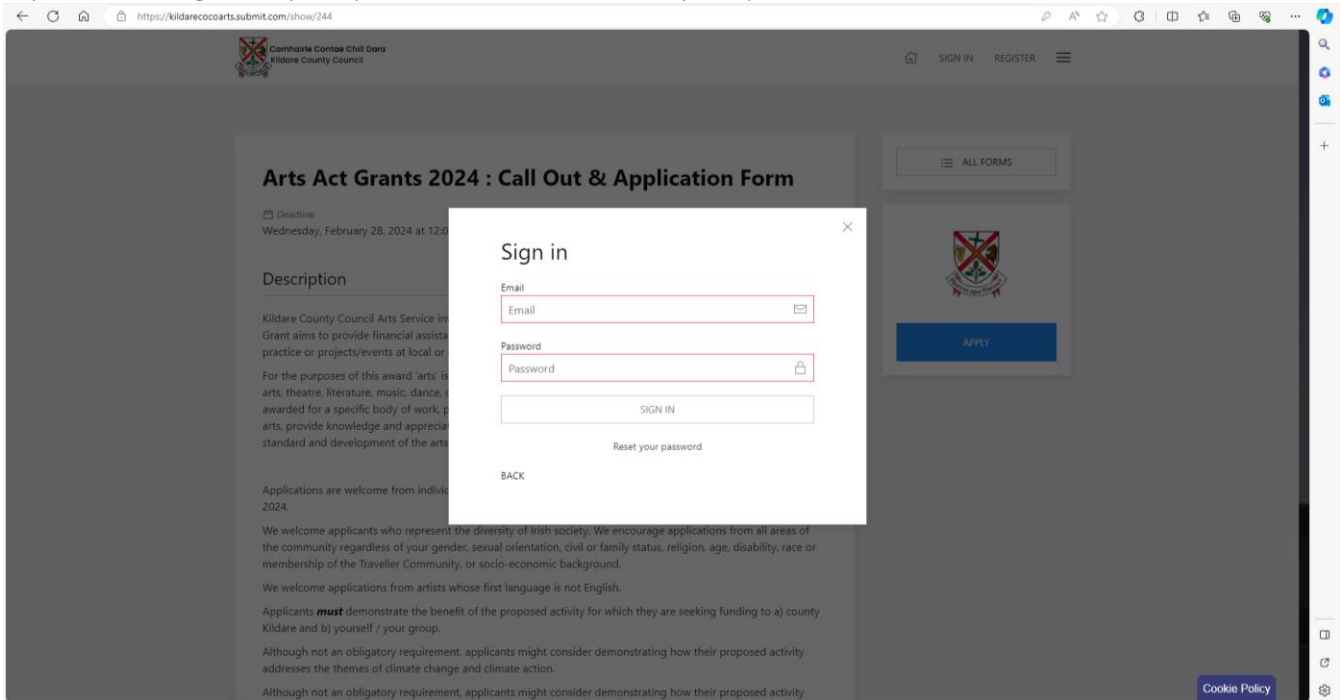 https://kildarecocoarts.submit.com/show/244
Comhairle Contae Chill Dara
Kildare County Council
SIGN IN REGISTER
ALL FORMS
Arts Act Grants 2024 : Call Out & Application Form
Deadline
Wednesday, February 28, 2024 at 12:0
Sign in
Description
Email
Email
Kildare County Council Arts Service in
Grant aims to provide financial assista
practice or projects/events at local or
Password
Password
APPLY
For the purposes of this award 'arts' is
arts, theatre, literature, music, dance,
awarded for a specific body of work, p
arts, provide knowledge and apprecia
standard and development of the arts
SIGN IN
Reset your password
BACK
Applications are welcome from individ
2024.
We welcome applicants who represent the diversity of Irish society. We encourage applications from all areas of
the community regardless of your gender, sexual orientation, civil or family status, religion, age, disability, race or
membership of the Traveller Community, or socio-economic background.
We welcome applications from artists whose first language is not English.
Applicants must demonstrate the benefit of the proposed activity for which they are seeking funding to a) county
Kildare and b) yourself / your group.
Although not an obligatory requirement, applicants might consider demonstrating how their proposed activity
addresses the themes of climate change and climate action.
Although not an obligatory requirement, applicants might consider demonstrating how their proposed activity
Cookie Policy